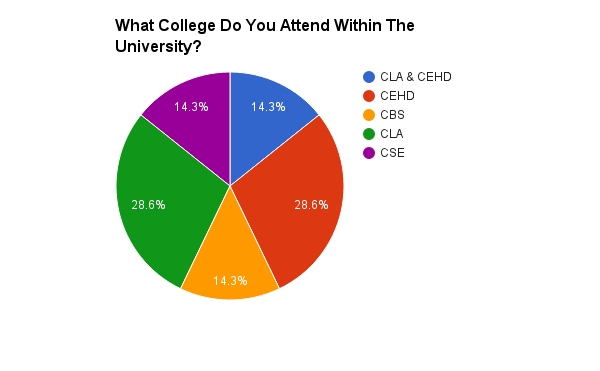 What College Do You Attend Within The
University?
CLA & CEHD
CEHD
CBS
CLA
CSE
14.3%
14.3%
28.6%
28.6%
14.3%